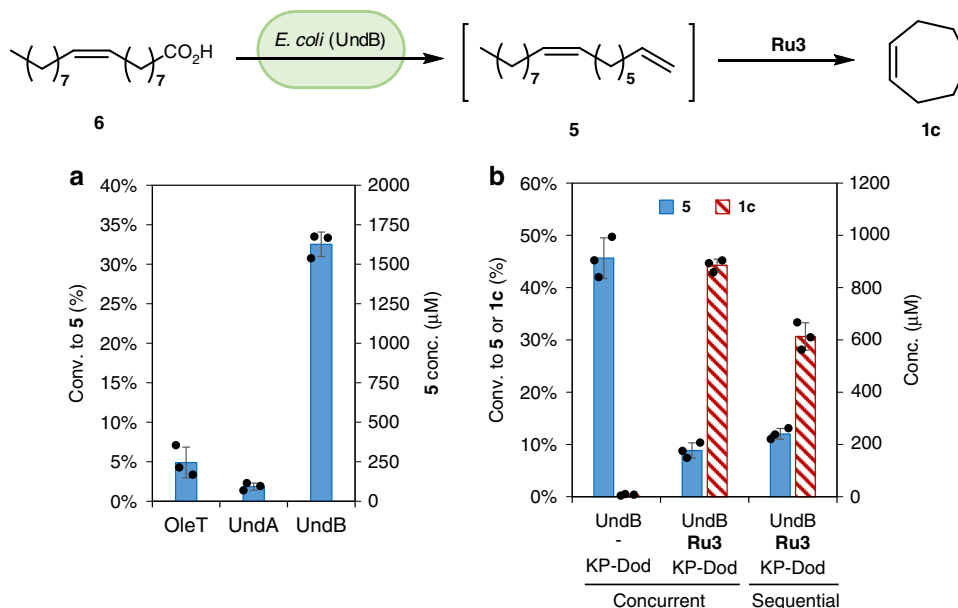 E. coli (UndB)
Ru3
CO₂H
7
7
7
5
6
5
1c
a
b
Conv. to 5 (%)
40%
35%
30%
25%
20%
15%
10%
5%
0%
2000
1750
1500
1250
1000
750
500
250
0
5 conc. (μM)
OleT UndA UndB
Conv. to 5 or 1c (%)
60%
50%
40%
30%
20%
10%
0%
5 1c
1200
1000
800
600
400
200
0
Conc. (μM)
UndB UndB UndB
- Ru3 Ru3
KP-Dod KP-Dod KP-Dod
Concurrent Sequential